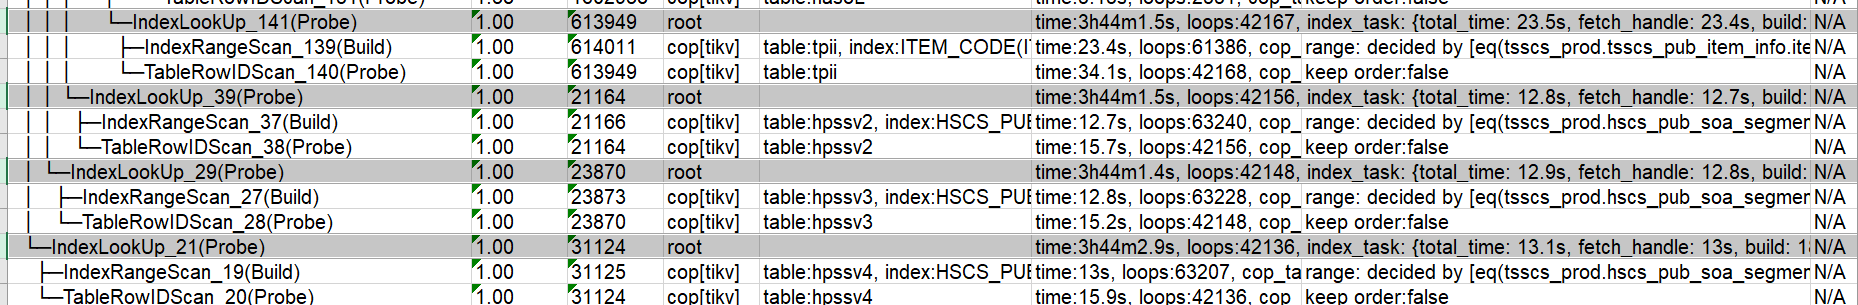 └─IndexLookUp_141(Probe) 1.00 613949 root time:3h44m1.5s, loops:42167, index_task: {total_time: 23.5s, fetch_handle: 23.4s, build: N/A
├─IndexRangeScan_139(Build) 1.00 614011 cop[tikv] table:tpii, index:ITEM_CODE( time:23.4s, loops:61386, cop_ range: decided by [eq(tsscs_prod.tsscs_pub_item_info.ite N/A
└─TableRowIDScan_140(Probe) 1.00 613949 cop[tikv] table:tpii time:34.1s, loops:42168, cop_ keep order:false N/A
└─IndexLookUp_39(Probe) 1.00 21164 root time:3h44m1.5s, loops:42156, index_task: {total_time: 12.8s, fetch_handle: 12.7s, build: N/A
├─IndexRangeScan_37(Build) 1.00 21166 cop[tikv] table:hpssv2, index:HSCS_PU time:12.7s, loops:63240, cop_ range: decided by [eq(tsscs_prod.hscs_pub_soa_segmer N/A
└─TableRowIDScan_38(Probe) 1.00 21164 cop[tikv] table:hpssv2 time:15.7s, loops:42156, cop_ keep order:false N/A
└─IndexLookUp_29(Probe) 1.00 23870 root time:3h44m1.4s, loops:42148, index_task: {total_time: 12.9s, fetch_handle: 12.8s, build: N/A
├─IndexRangeScan_27(Build) 1.00 23873 cop[tikv] table:hpssv3, index:HSCS_PU time:12.8s, loops:63228, cop_ range: decided by [eq(tsscs_prod.hscs_pub_soa_segmer N/A
└─TableRowIDScan_28(Probe) 1.00 23870 cop[tikv] table:hpssv3 time:15.2s, loops:42148, cop_ keep order:false N/A
└─IndexLookUp_21(Probe) 1.00 31124 root time:3h44m2.9s, loops:42136, index_task: {total_time: 13.1s, fetch_handle: 13s, build: 1 N/A
├─IndexRangeScan_19(Build) 1.00 31125 cop[tikv] table:hpssv4, index:HSCS_PU time:13s, loops:63207, cop_ta range: decided by [eq(tsscs_prod.hscs_pub_soa_segmer N/A
└─TableRowIDScan_20(Probe) 1.00 31124 cop[tikv] table:hpssv4 time:15.9s, loops:42136, cop_ keep order:false N/A